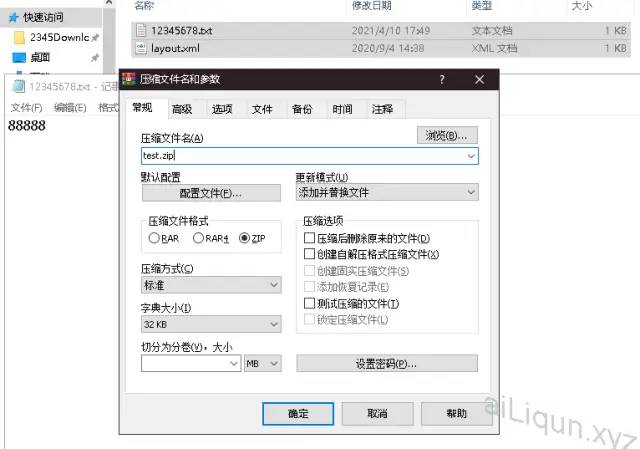 快速访问
名称
修改日期
类型
大小
2345Downlc
12345678.txt
2021/4/10 17:49
文本文档
1 KB
桌面
layout.xml
2020/9/4 14:38
XML 文档
1 KB
12345678.txt - 记事
文件(F) 编辑(E) 格式
88888
压缩文件名和参数
常规 高级 选项 文件 备份 时间 注释
压缩文件名(A)
浏览(B)...
test.zip
默认配置
更新模式(U)
配置文件(F)...
添加并替换文件
压缩文件格式
RAR RAR4 ZIP
压缩选项
压缩后删除原来的文件(D)
创建自解压格式压缩文件(X)
创建固实压缩文件(S)
添加恢复记录(E)
测试压缩的文件(T)
锁定压缩文件(L)
压缩方式(C)
标准
字典大小(I)
32 KB
切分为分卷(V)，大小
MB
设置密码(P)...
确定
取消
帮助
aiLiqun.xyz